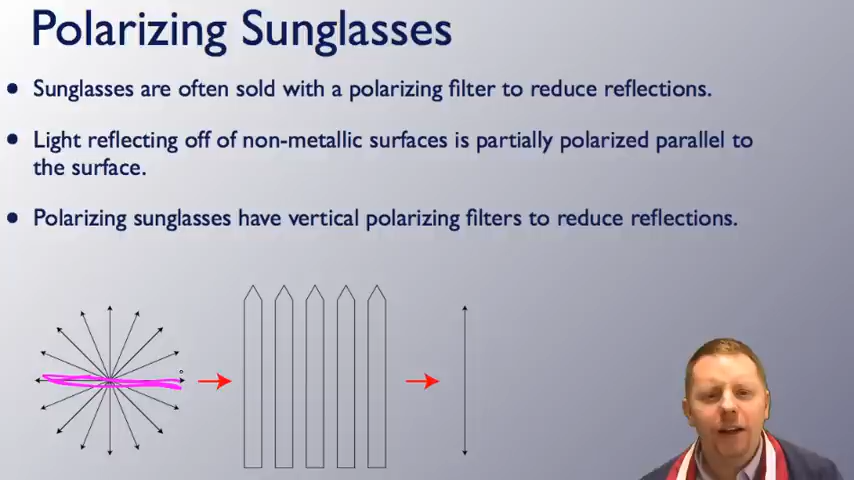 Polarizing Sunglasses
• Sunglasses are often sold with a polarizing filter to reduce reflections.
• Light reflecting off of non-metallic surfaces is partially polarized parallel to
the surface.
• Polarizing sunglasses have vertical polarizing filters to reduce reflections.